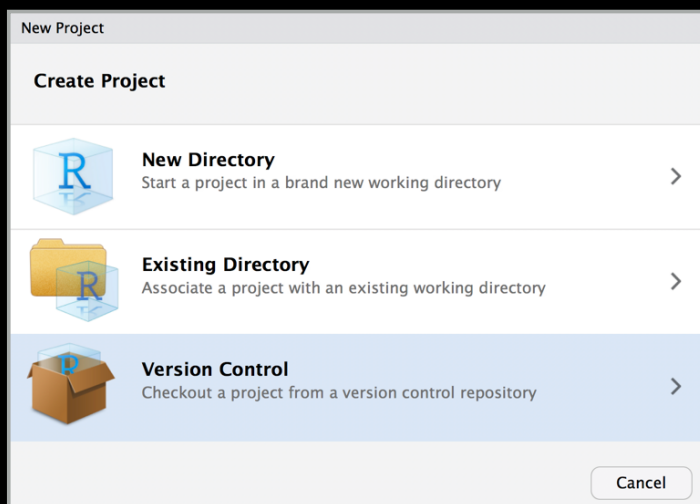 New Project
Create Project
R
New Directory
Start a project in a brand new working directory
R
Existing Directory
Associate a project with an existing working directory
R
Version Control
Checkout a project from a version control repository
Cancel